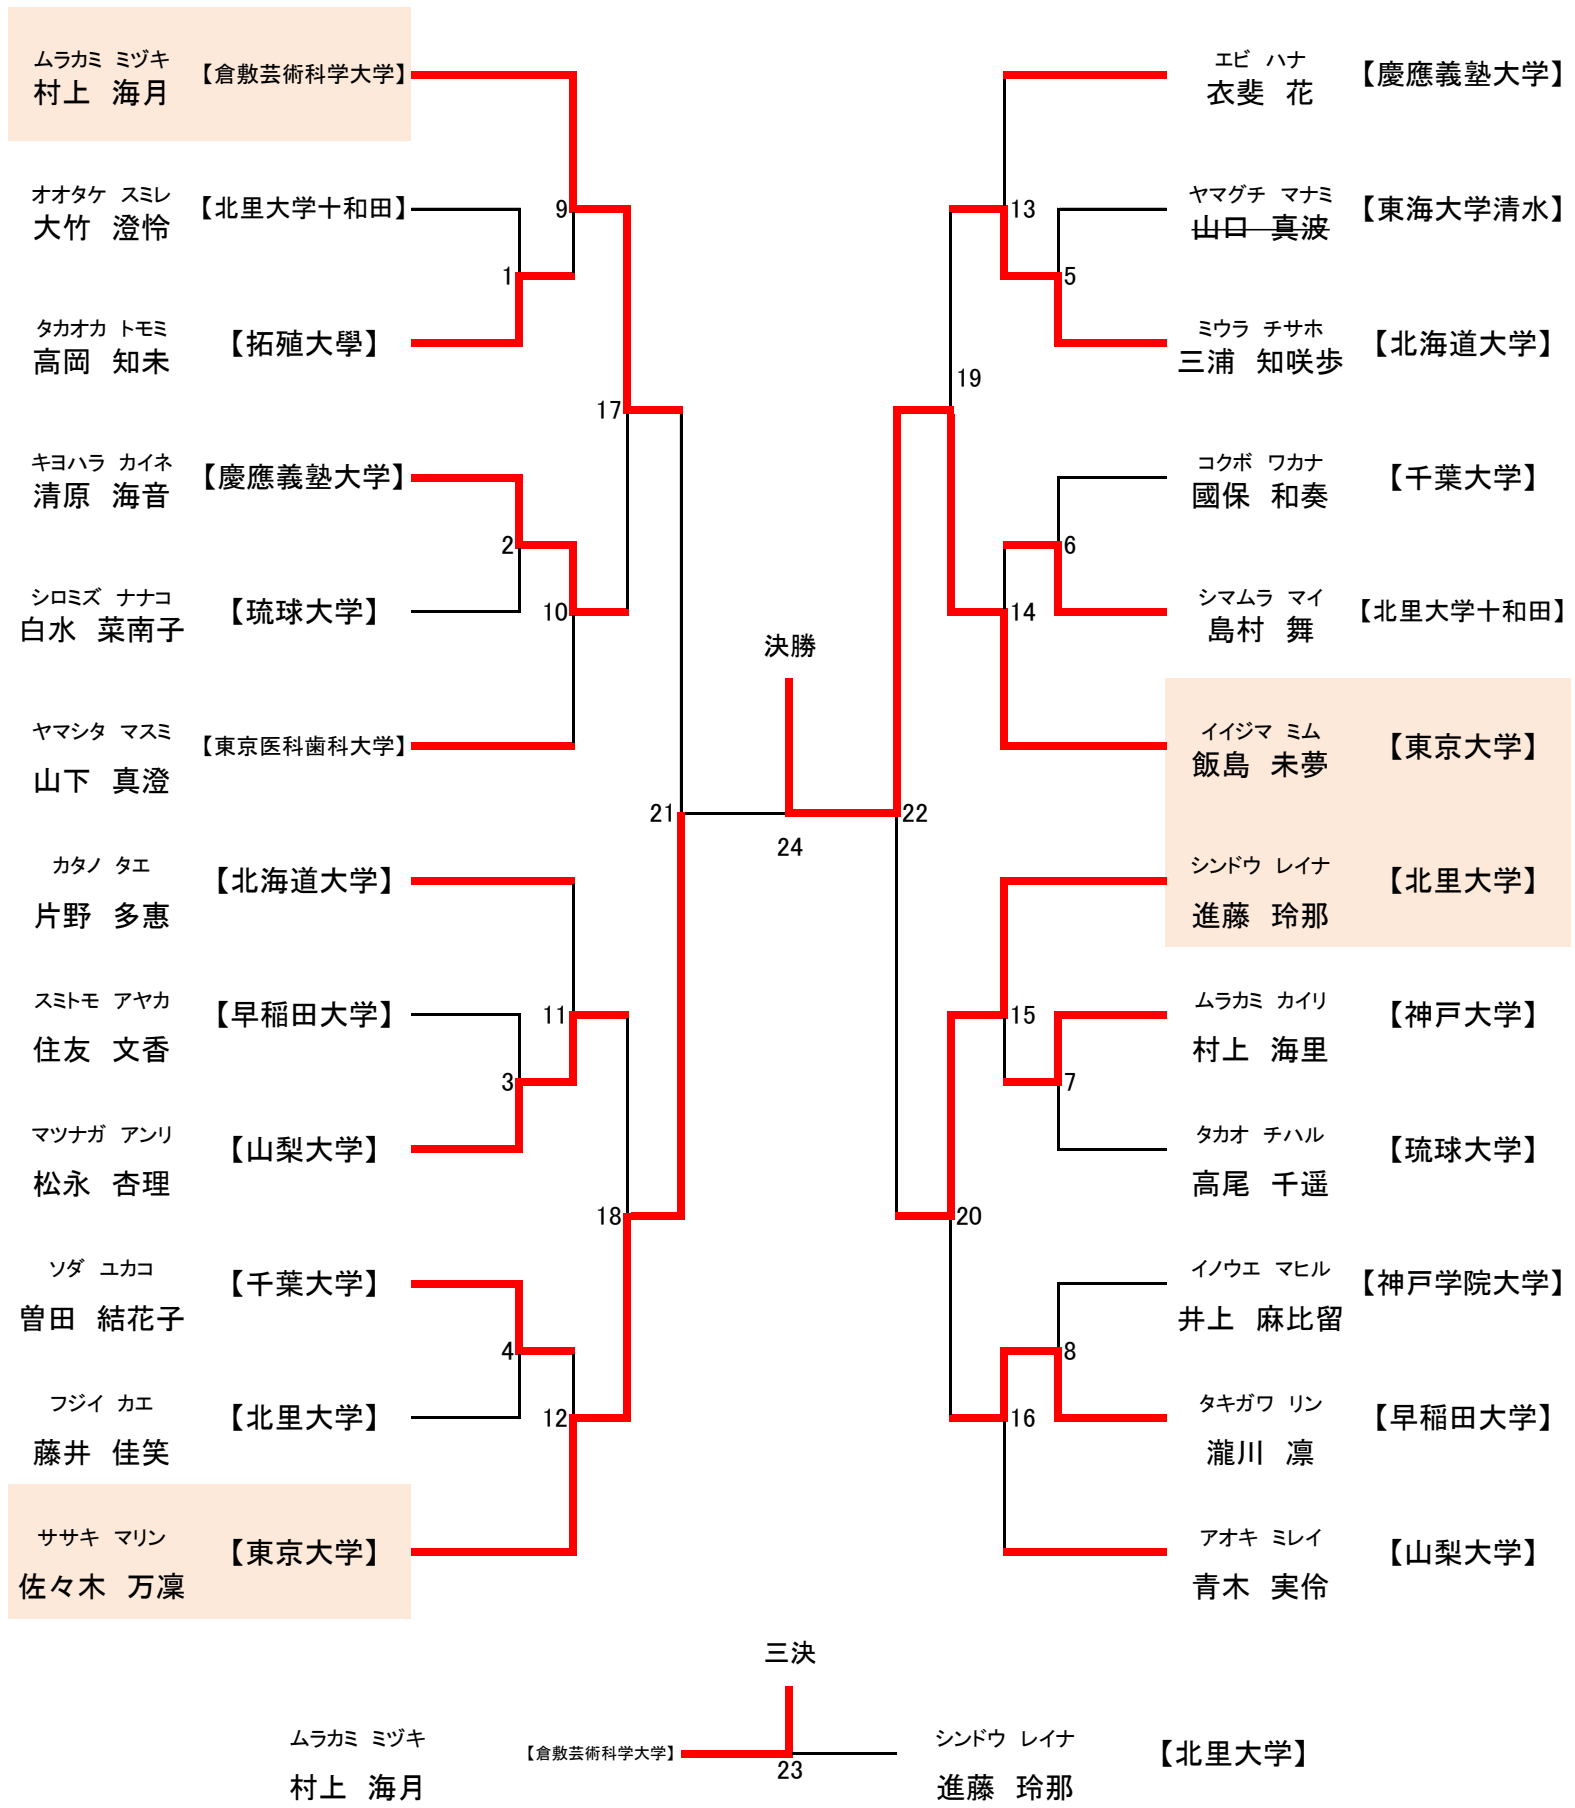 ムラカミ ミヅキ
村上 海月 【倉敷芸術科学大学】
オオタケ スミレ
大竹 澄怜 【北里大学十和田】
タカオカ トモミ
高岡 知未 【拓殖大學】
キヨハラ カイネ
清原 海音 【慶應義塾大学】
シロミズ ナナコ
白水 菜南子 【琉球大学】
ヤマシタ マスミ
山下 真澄 【東京医科歯科大学】
カタノ タエ
片野 多惠 【北海道大学】
スミトモ アヤカ
住友 文香 【早稲田大学】
マツナガ アンリ
松永 杏理 【山梨大学】
ソダ ユカコ
曽田 結花子 【千葉大学】
フジイ カエ
藤井 佳笑 【北里大学】
ササキ マリン
佐々木 万凜 【東京大学】
9
1
17
2
10
21
11
3
18
4
12
決勝
24
13
5
19
6
14
22
15
7
20
8
16
エビ ハナ
衣斐 花 【慶應義塾大学】
ヤマグチ マナミ
山口 真波 【東海大学清水】
ミウラ チサホ
三浦 知咲歩 【北海道大学】
コクボ ワカナ
國保 和奏 【千葉大学】
シマムラ マイ
島村 舞 【北里大学十和田】
イイジマ ミム
飯島 未夢 【東京大学】
シンドウ レイナ
進藤 玲那 【北里大学】
ムラカミ カイリ
村上 海里 【神戸大学】
タカオ チハル
高尾 千遥 【琉球大学】
イノウエ マヒル
井上 麻比留 【神戸学院大学】
タキガワ リン
瀧川 凛 【早稲田大学】
アオキ ミレイ
青木 実伶 【山梨大学】
三決
ムラカミ ミヅキ
村上 海月 【倉敷芸術科学大学】
23
シンドウ レイナ
進藤 玲那 【北里大学】